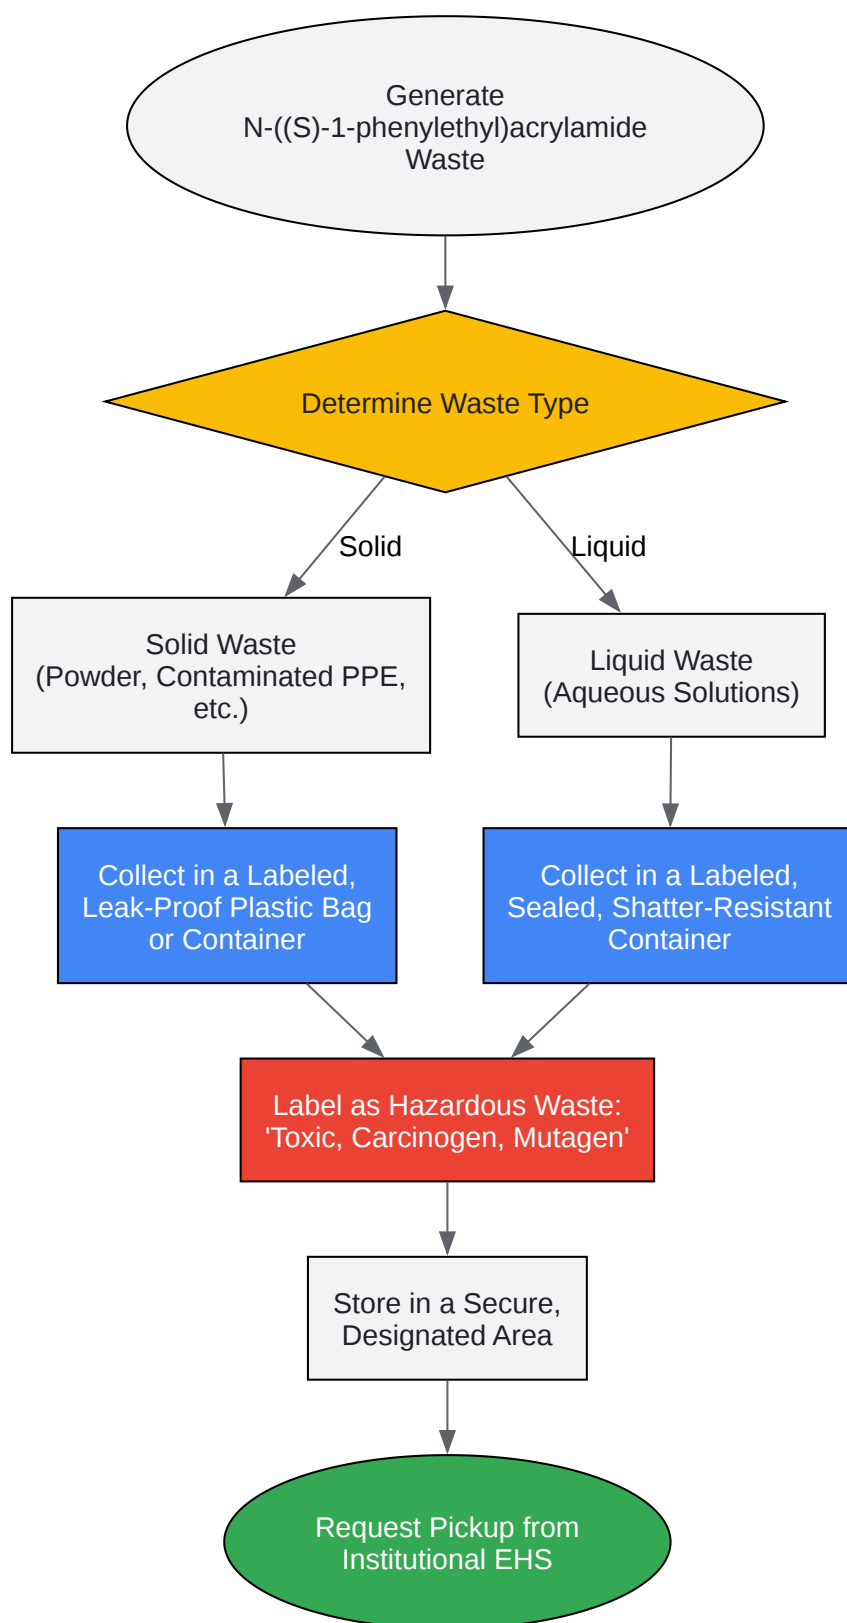 Generate
N-((S)-1-phenylethyl)acrylamide
Waste
Determine Waste Type
Solid
Liquid
Solid Waste
(Powder, Contaminated PPE,
etc.)
Liquid Waste
(Aqueous Solutions)
Collect in a Labeled,
Leak-Proof Plastic Bag
or Container
Collect in a Labeled,
Sealed, Shatter-Resistant
Container
Label as Hazardous Waste:
'Toxic, Carcinogen, Mutagen'
Store in a Secure,
Designated Area
Request Pickup from
Institutional EHS